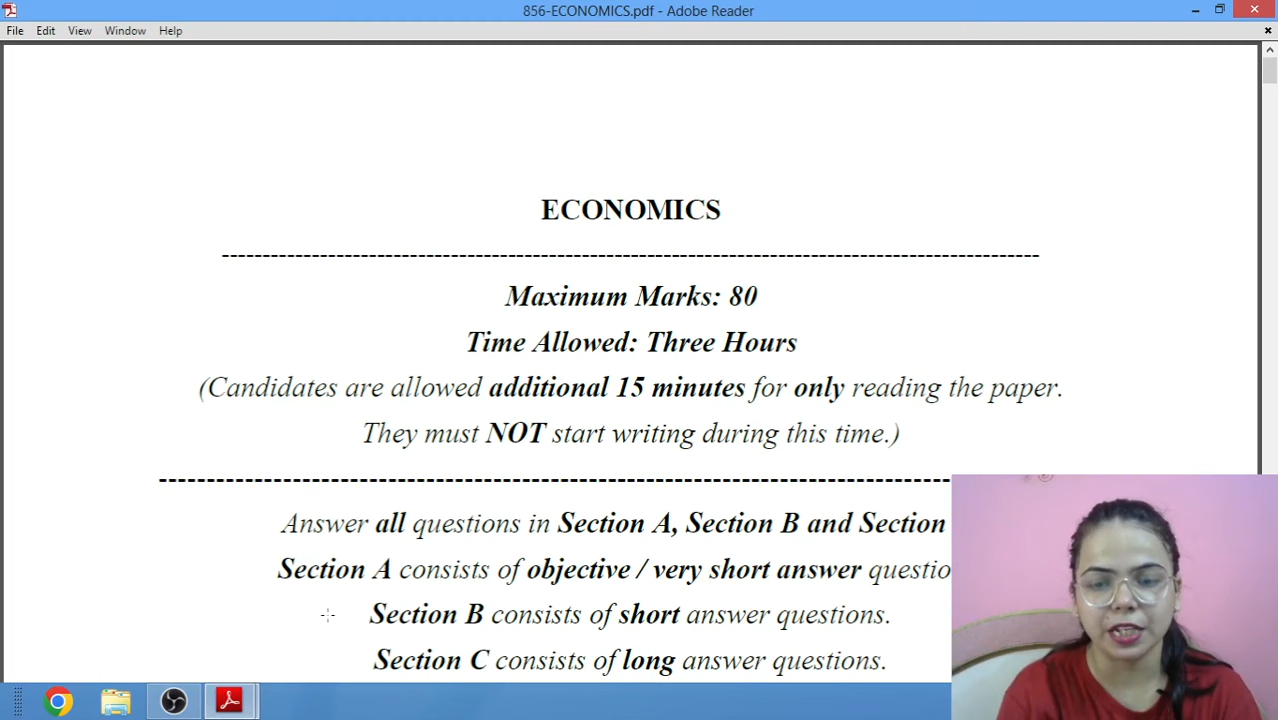 856-ECONOMICS.pdf - Adobe Reader
File Edit View Window Help
ECONOMICS
Maximum Marks: 80
Time Allowed: Three Hours
(Candidates are allowed additional 15 minutes for only reading the paper.
They must NOT start writing during this time.)
Answer all questions in Section A, Section B and Section
Section A consists of objective / very short answer questio
Section B consists of short answer questions.
Section C consists of long answer questions.